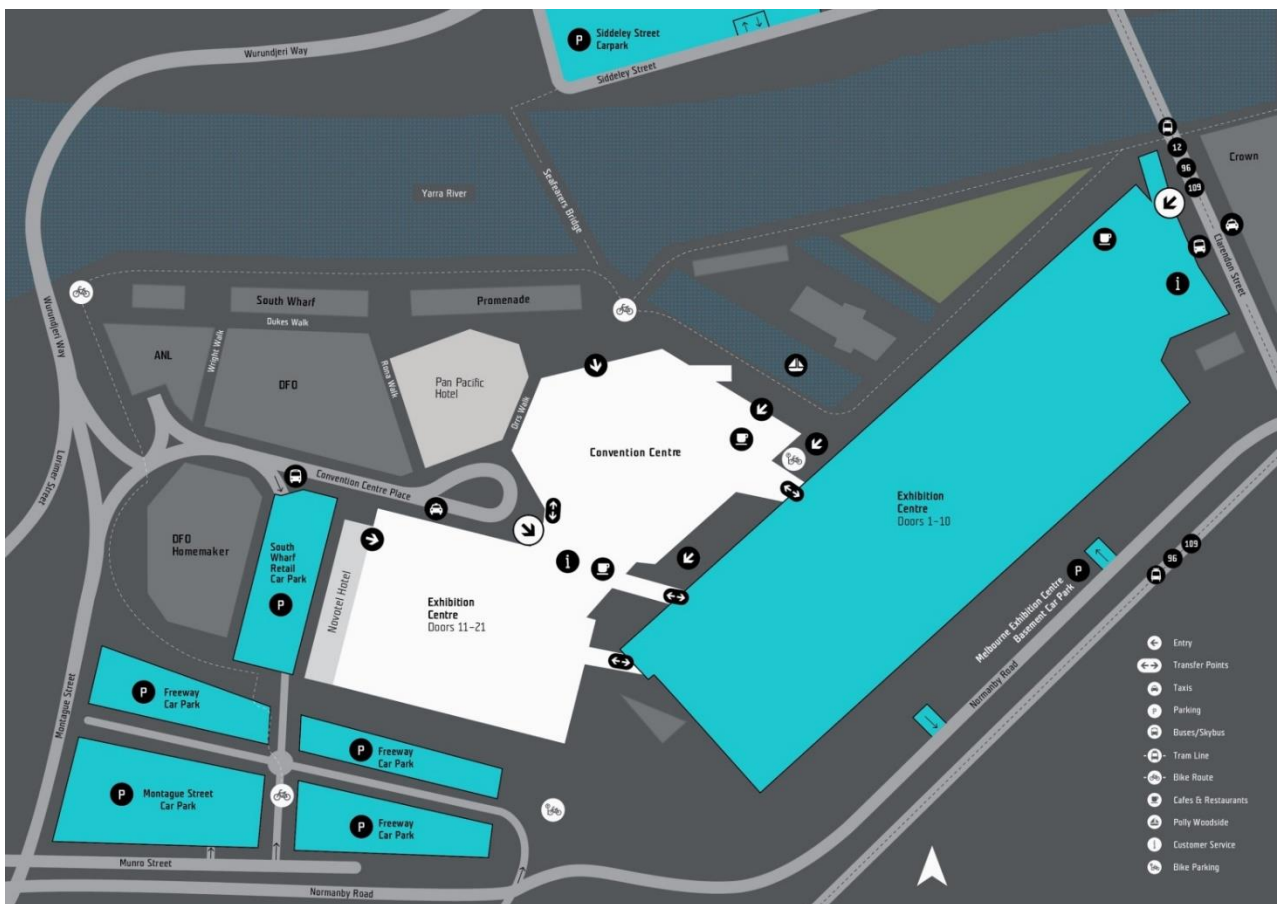 Wurundjeri Way
P
Siddeley Street
Carpark
Siddeley Street
12
96
109
Crown
Yarra River
Seafarers Bridge
Clarendon Street
i
South Wharf
Promenade
Dukes Walk
Wurundjeri Way
ANL
Wright Walk
DFO
Rona Walk
Pan Pacific
Hotel
Orrs Walk
Convention Centre
Lorimer Street
Convention Centre Place
Exhibition
Centre
Doors 1-10
DFO
Homemaker
South
Wharf
Retail
Car Park
P
Novotel Hotel
i
Exhibition
Centre
Doors 11-21
109
96
P
Melbourne Exhibition Centre
Basement Car Park
Normanby Road
Montague Street
P
Freeway
Car Park
P
Freeway
Car Park
P
Montague Street
Car Park
P
Freeway
Car Park
Munro Street
Normanby Road
Entry
Transfer Points
Taxis
P
Parking
Buses/Skybus
Tram Line
Bike Route
Cafes & Restaurants
Polly Woodside
i
Customer Service
Bike Parking